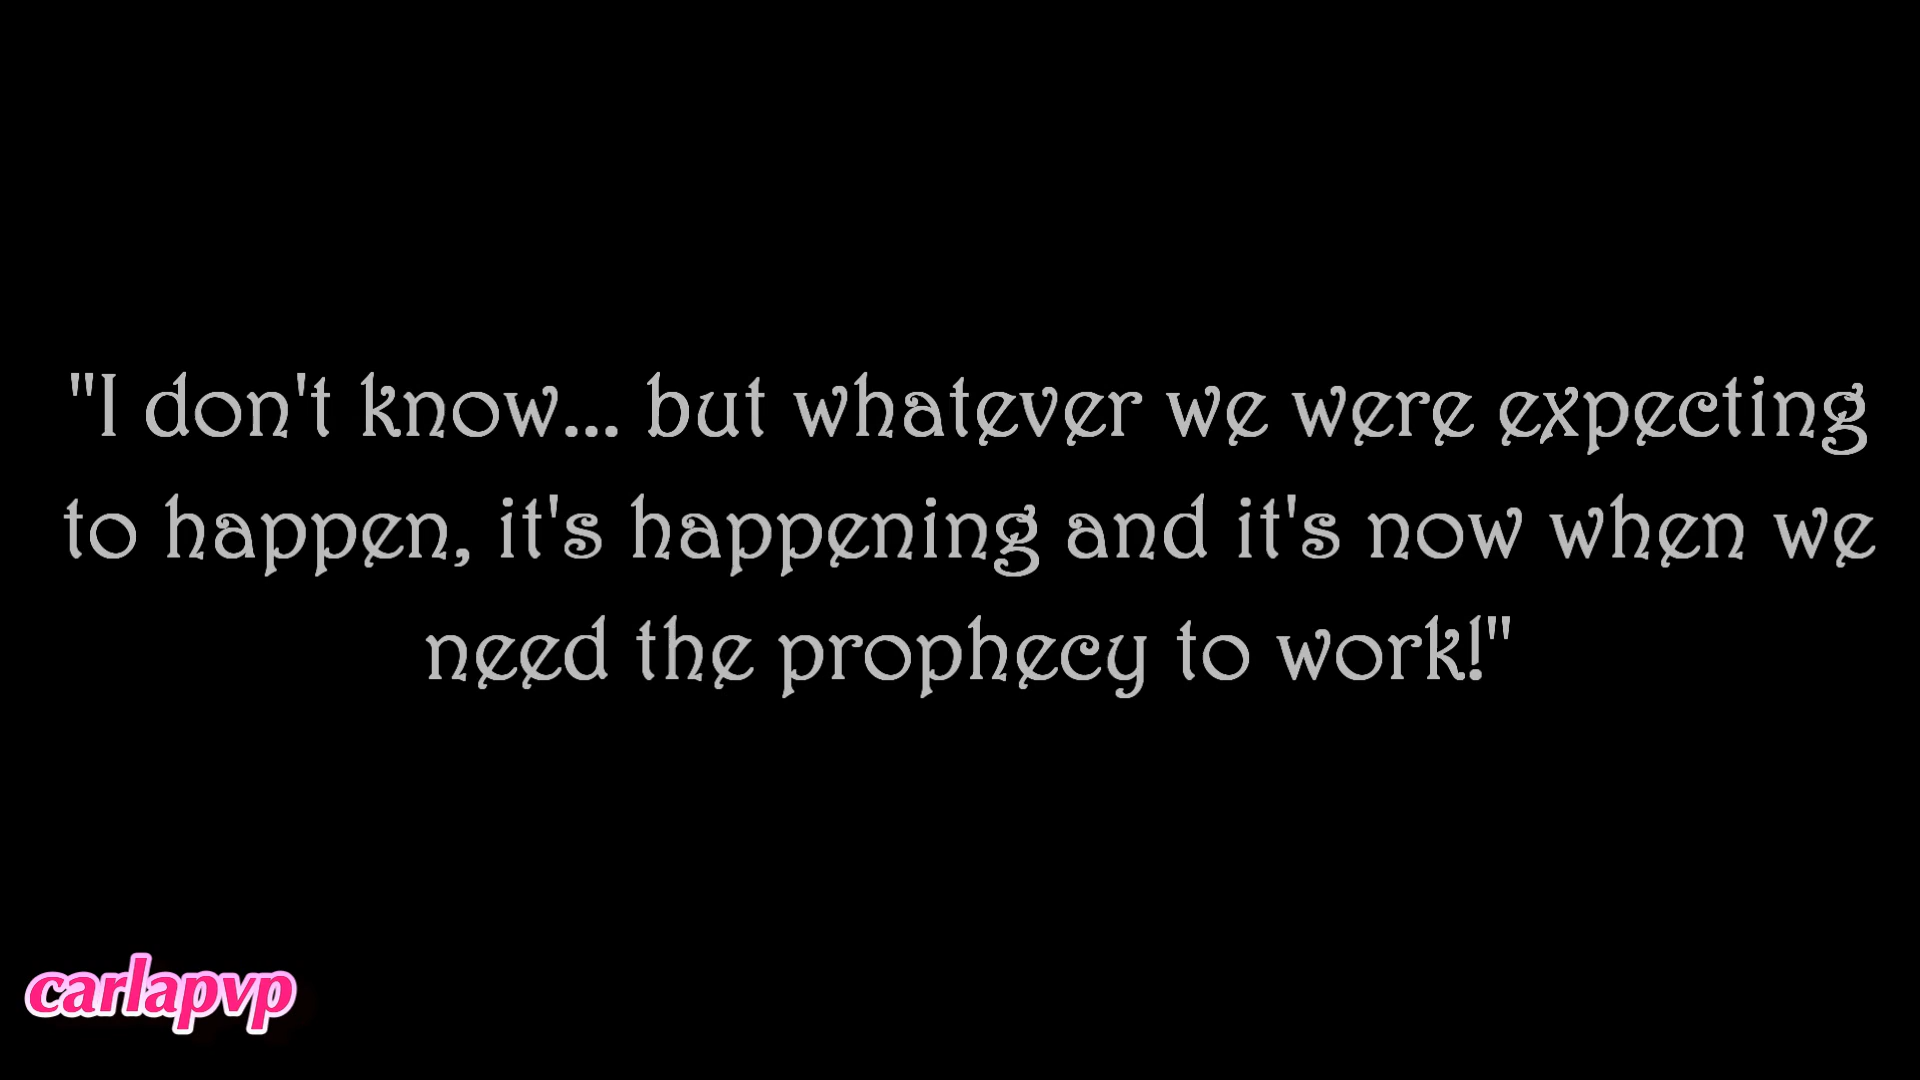 "I don't know... but whatever we were expecting
to happen, it's happening and it's now when we
need the prophecy to work!"
carlapvp